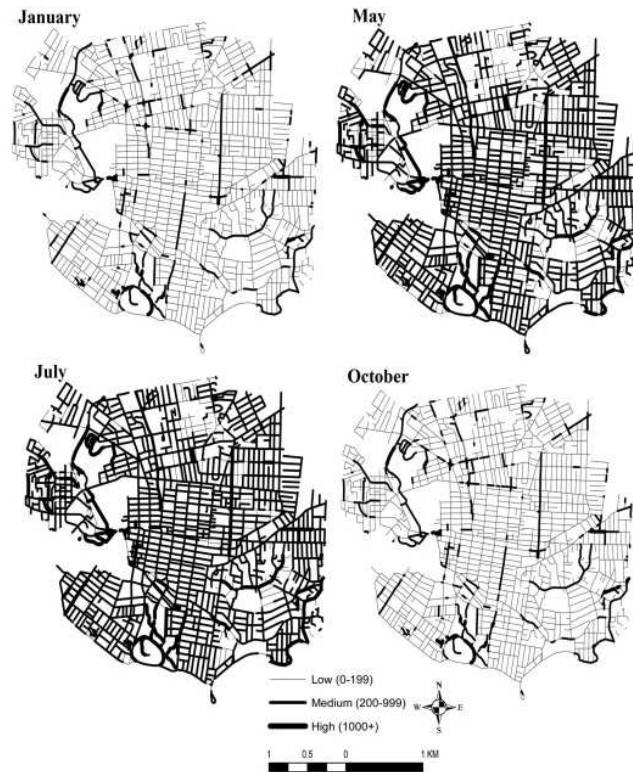 January
May
July
October
Low (0-199)
Medium (200-999)
High (1000+)
N
W E
S
1 0.5 0 1 KM